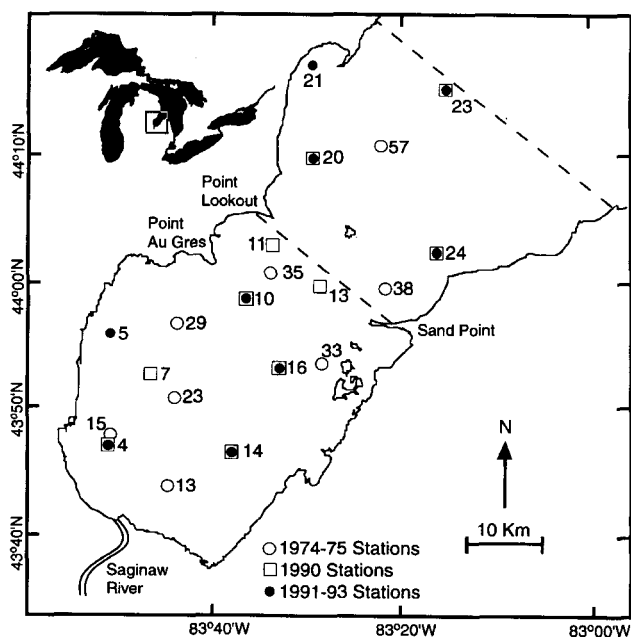 21
23
44°10'N
20
57
Point
Lookout
Point
Au Gres
11
24
35
44°00'N
13
38
10
29
5
Sand Point
33
16
7
23
43°50'N
15
4
14
N
13
10 Km
43°40'N
1974-75 Stations
1990 Stations
1991-93 Stations
Saginaw
River
83°40'W
83°20'W
83°00'W